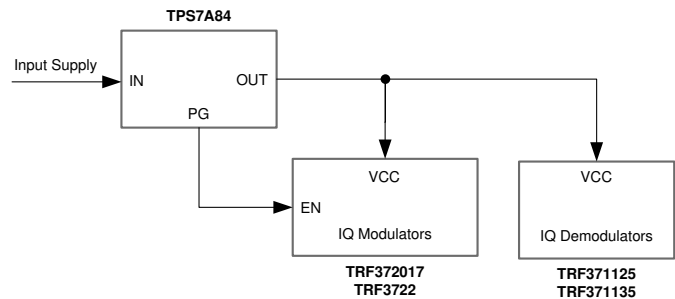 TPS7A84
Input Supply
IN
OUT
PG
VCC
VCC
EN
IQ Modulators
IQ Demodulators
TRF372017
TRF3722
TRF371125
TRF371135